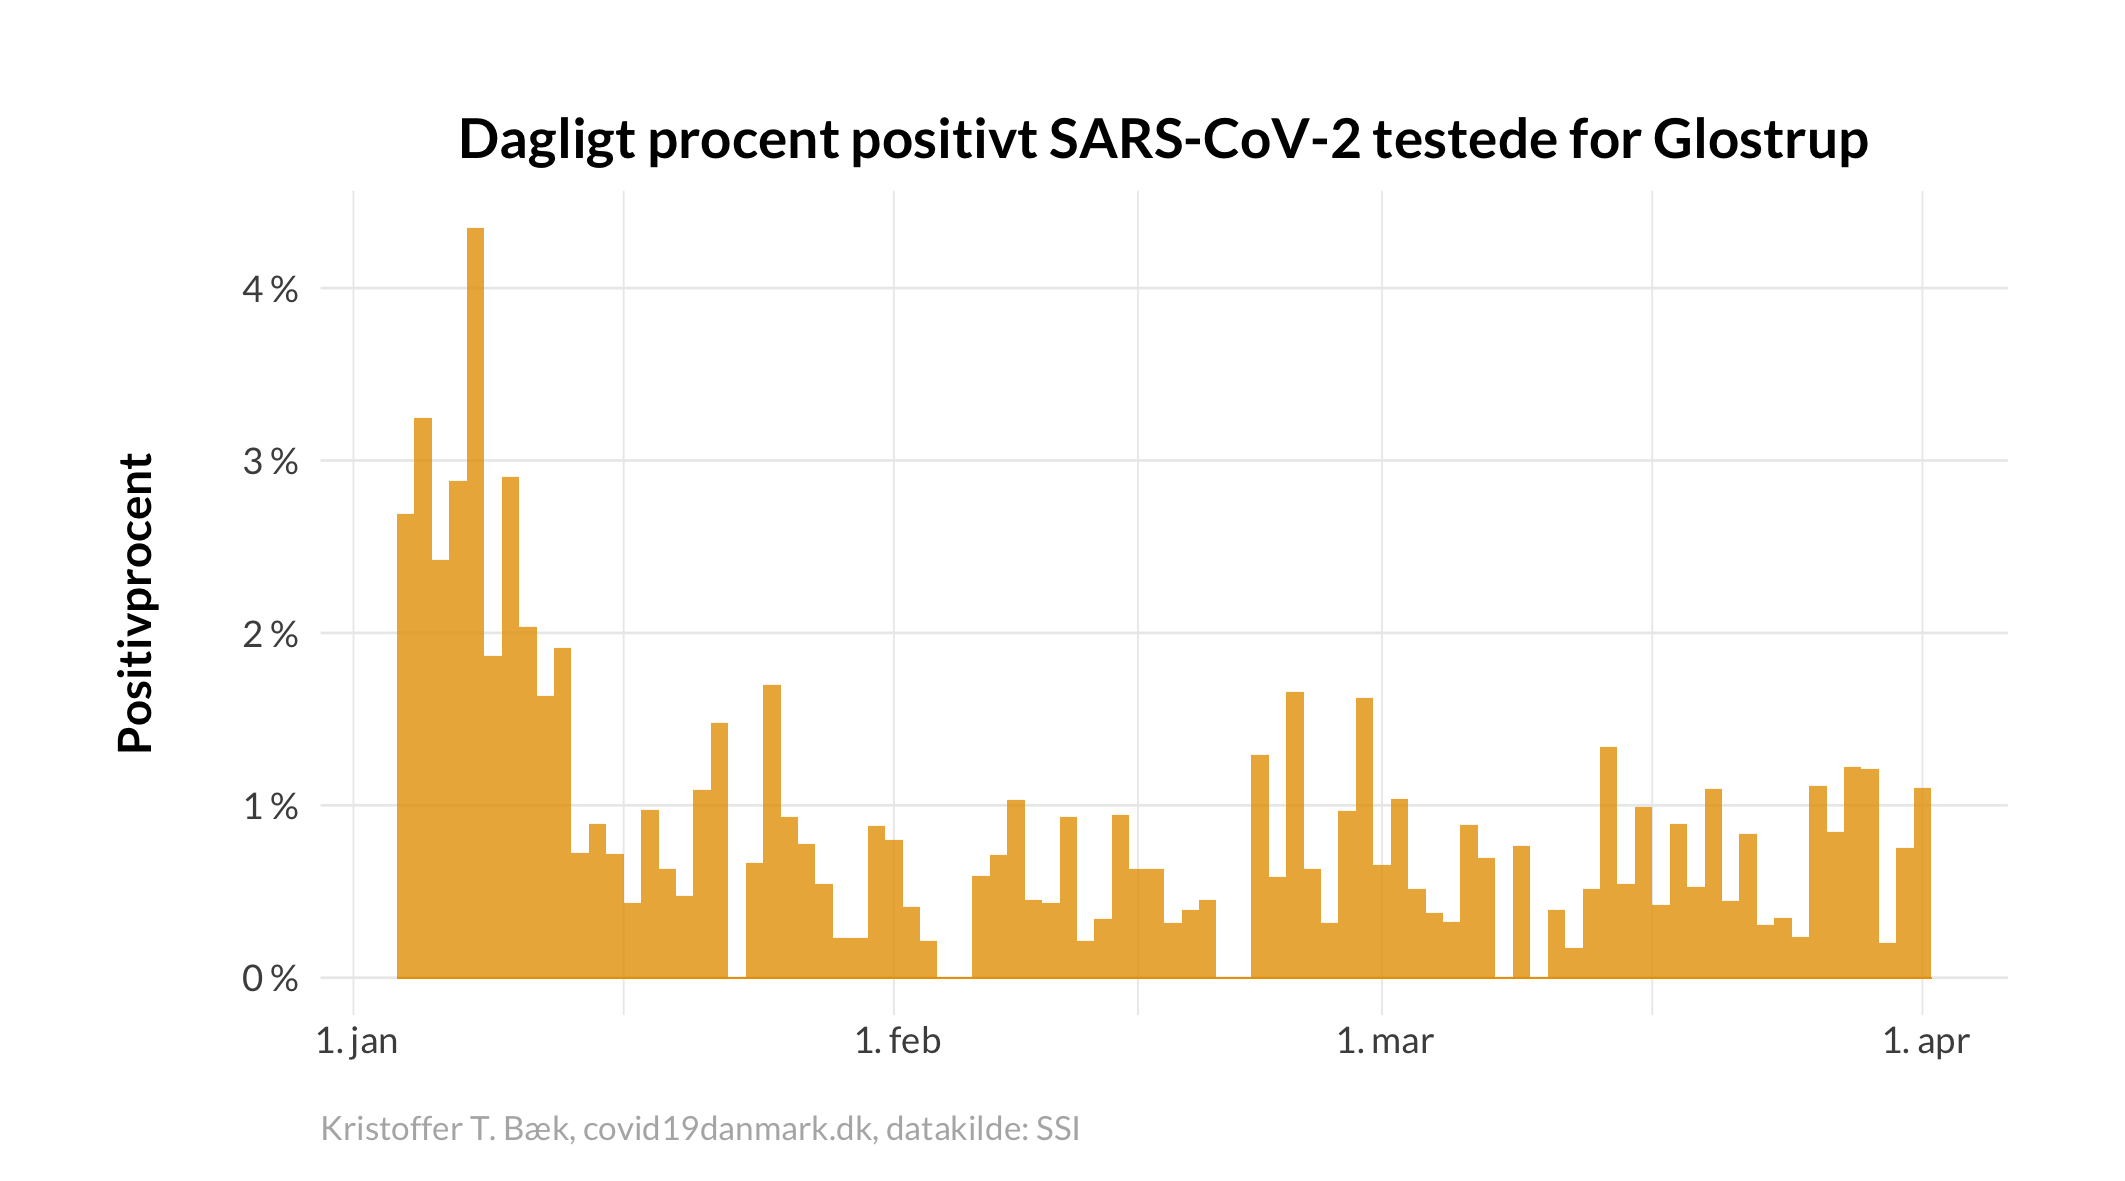 Dagligt procent positivt SARS-CoV-2 testede for Glostrup
Positivprocent
4 %
3 %
2 %
1 %
0 %
1. jan
1. feb
1. mar
1. apr
Kristoffer T. Bæk, covid19danmark.dk, datakilde: SSI